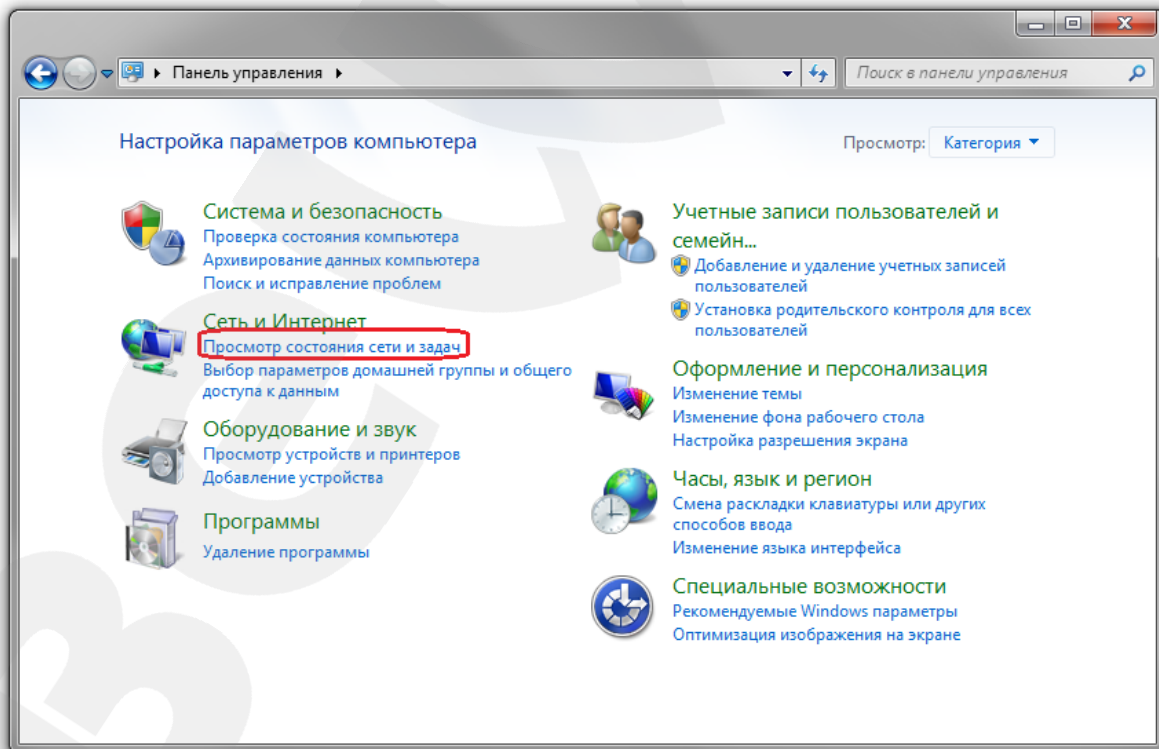 Панель управления
Поиск в панели управления
Настройка параметров компьютера
Просмотр: Категория
Система и безопасность
Проверка состояния компьютера
Архивирование данных компьютера
Поиск и исправление проблем
Сеть и Интернет
Просмотр состояния сети и задач
Выбор параметров домашней группы и общего
доступа к данным
Оборудование и звук
Просмотр устройств и принтеров
Добавление устройства
Программы
Удаление программы
Учетные записи пользователей и
семейн...
Добавление и удаление учетных записей
пользователей
Установка родительского контроля для всех
пользователей
Оформление и персонализация
Изменение темы
Изменение фона рабочего стола
Настройка разрешения экрана
Часы, язык и регион
Смена раскладки клавиатуры или других
способов ввода
Изменение языка интерфейса
Специальные возможности
Рекомендуемые Windows параметры
Оптимизация изображения на экране